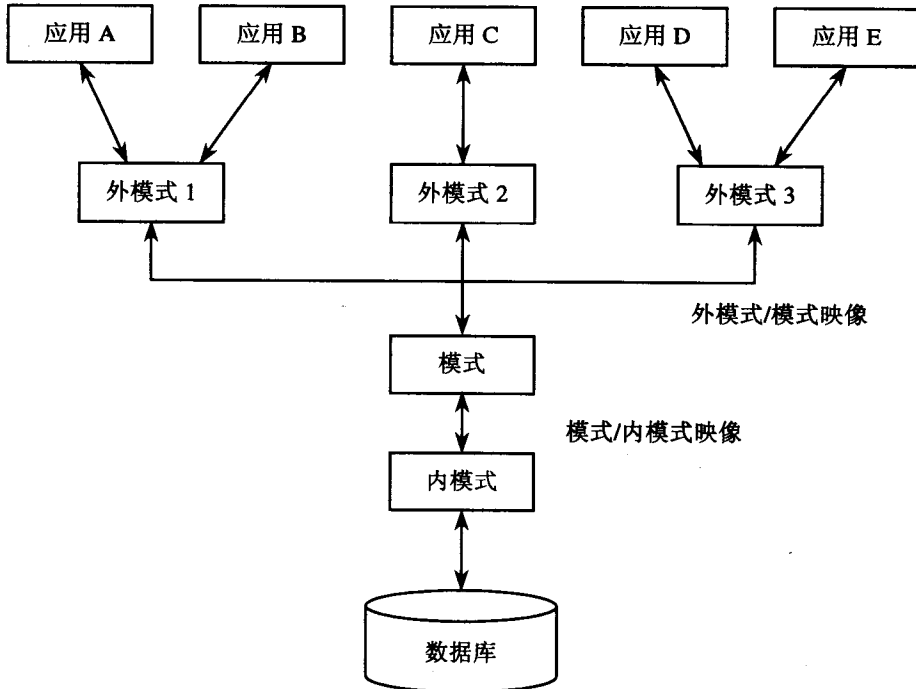 应用 A
应用 B
应用 C
应用 D
应用 E
外模式 1
外模式 2
外模式 3
外模式/模式映像
模式
模式/内模式映像
内模式
数据库